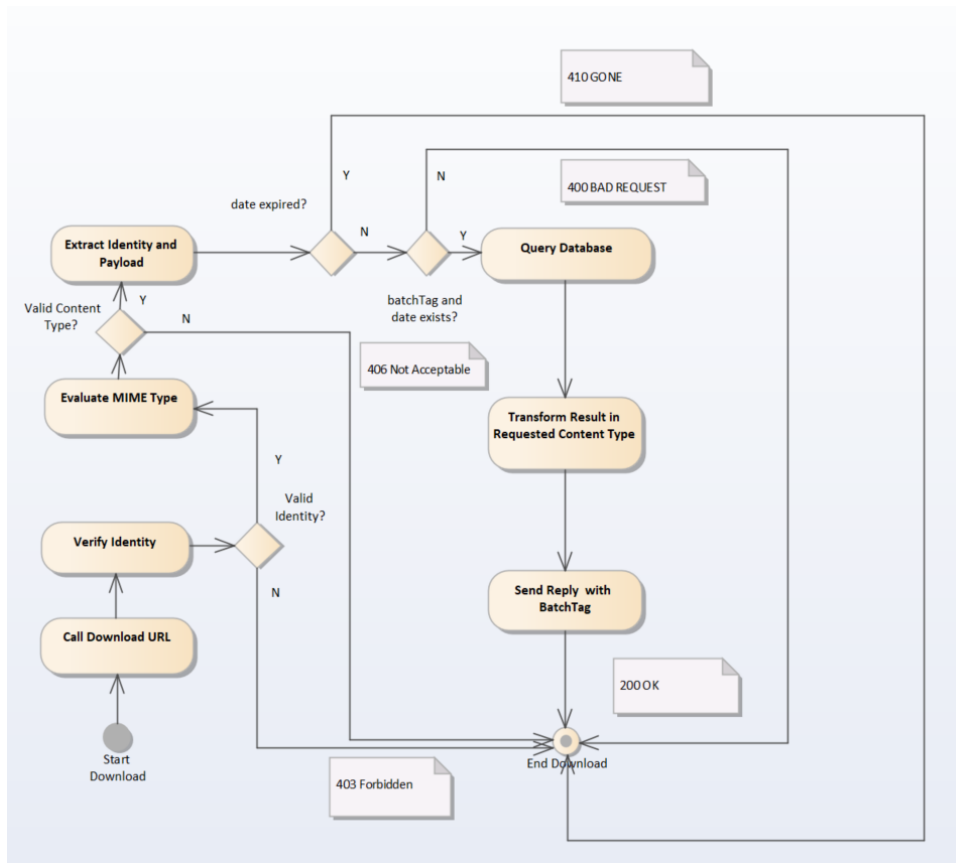 410 GONE
Y
N
400 BAD REQUEST
date expired?
N
Y
Extract Identity and
Payload
Query Database
Valid Content
Type?
Y
N
batchTag and
date exists?
406 Not Acceptable
Evaluate MIME Type
Transform Result in
Requested Content Type
Y
Valid
Identity?
Verify Identity
N
Send Reply with
BatchTag
Call Download URL
200 OK
Start
Download
End Download
403 Forbidden